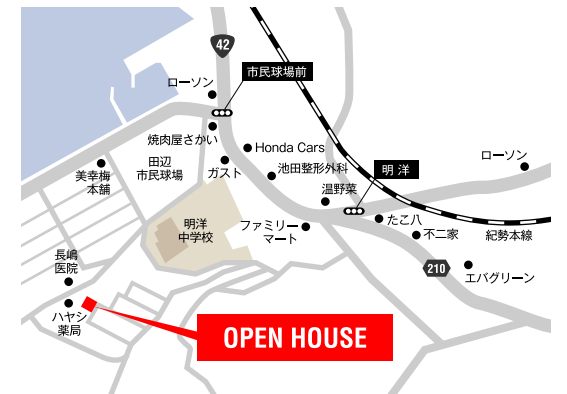 42
市民球場前
ローソン
焼肉屋さかい
Honda Cars
田辺
市民球場
ガスト
池田整形外科
明 洋
ローソン
美幸梅
本舗
温野菜
明洋
中学校
ファミリー
マート
たこ八
不二家
紀勢本線
長嶋
医院
210
エバグリーン
ハヤシ
薬局
OPEN HOUSE